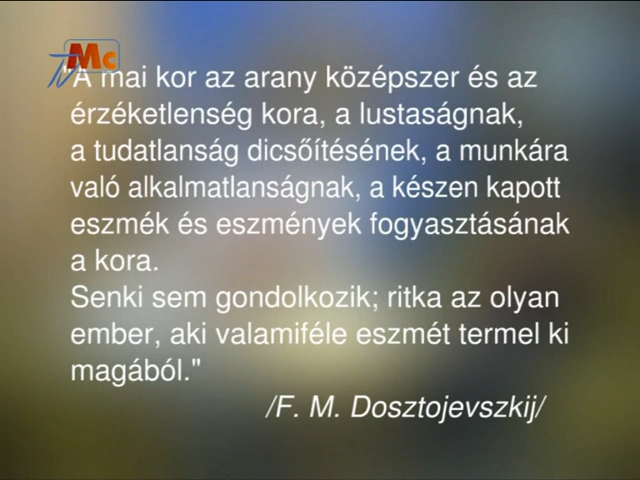 TV Mc
"A mai kor az arany középszer és az
érzéketlenség kora, a lustaságnak,
a tudatlanság dicsőítésének, a munkára
való alkalmatlanságnak, a készen kapott
eszmék és eszmények fogyasztásának
a kora.
Senki sem gondolkozik; ritka az olyan
ember, aki valamiféle eszmét termel ki
magából."
/F. M. Dosztojevszkij/